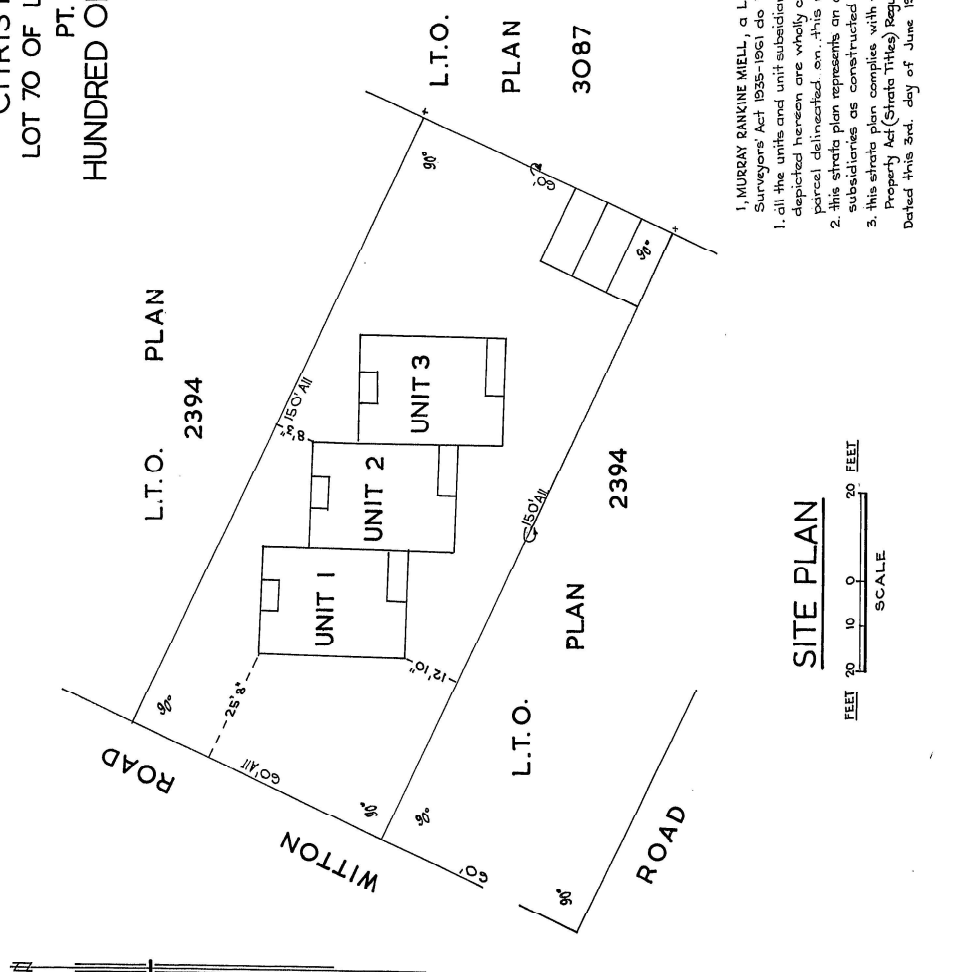 LOT 70 OF
PT.
HUNDRED
L.T.O. PLAN
2394
L.T.O.
PLAN
3087
90°
90°
90°
90°
90°
90°
60'
150' All
8' 3"
UNIT 1
UNIT 2
UNIT 3
25' 8"
12' 10"
60' All
150' All
WITTON ROAD
60'
L.T.O. PLAN 2394
ROAD
SITE PLAN
FEET 20 10 0 20 FEET
SCALE
I, MURRAY RANKINE MIELL, a
Surveyors' Act 1935-1961 do
1. all the units and unit subsidiar
depicted hereon are wholly
parcel delineated on this
2. this strata plan represents an
subsidiaries as constructed
3. this strata plan complies with
Property Act (Strata Titles) Regu
Dated this 3rd. day of June 19